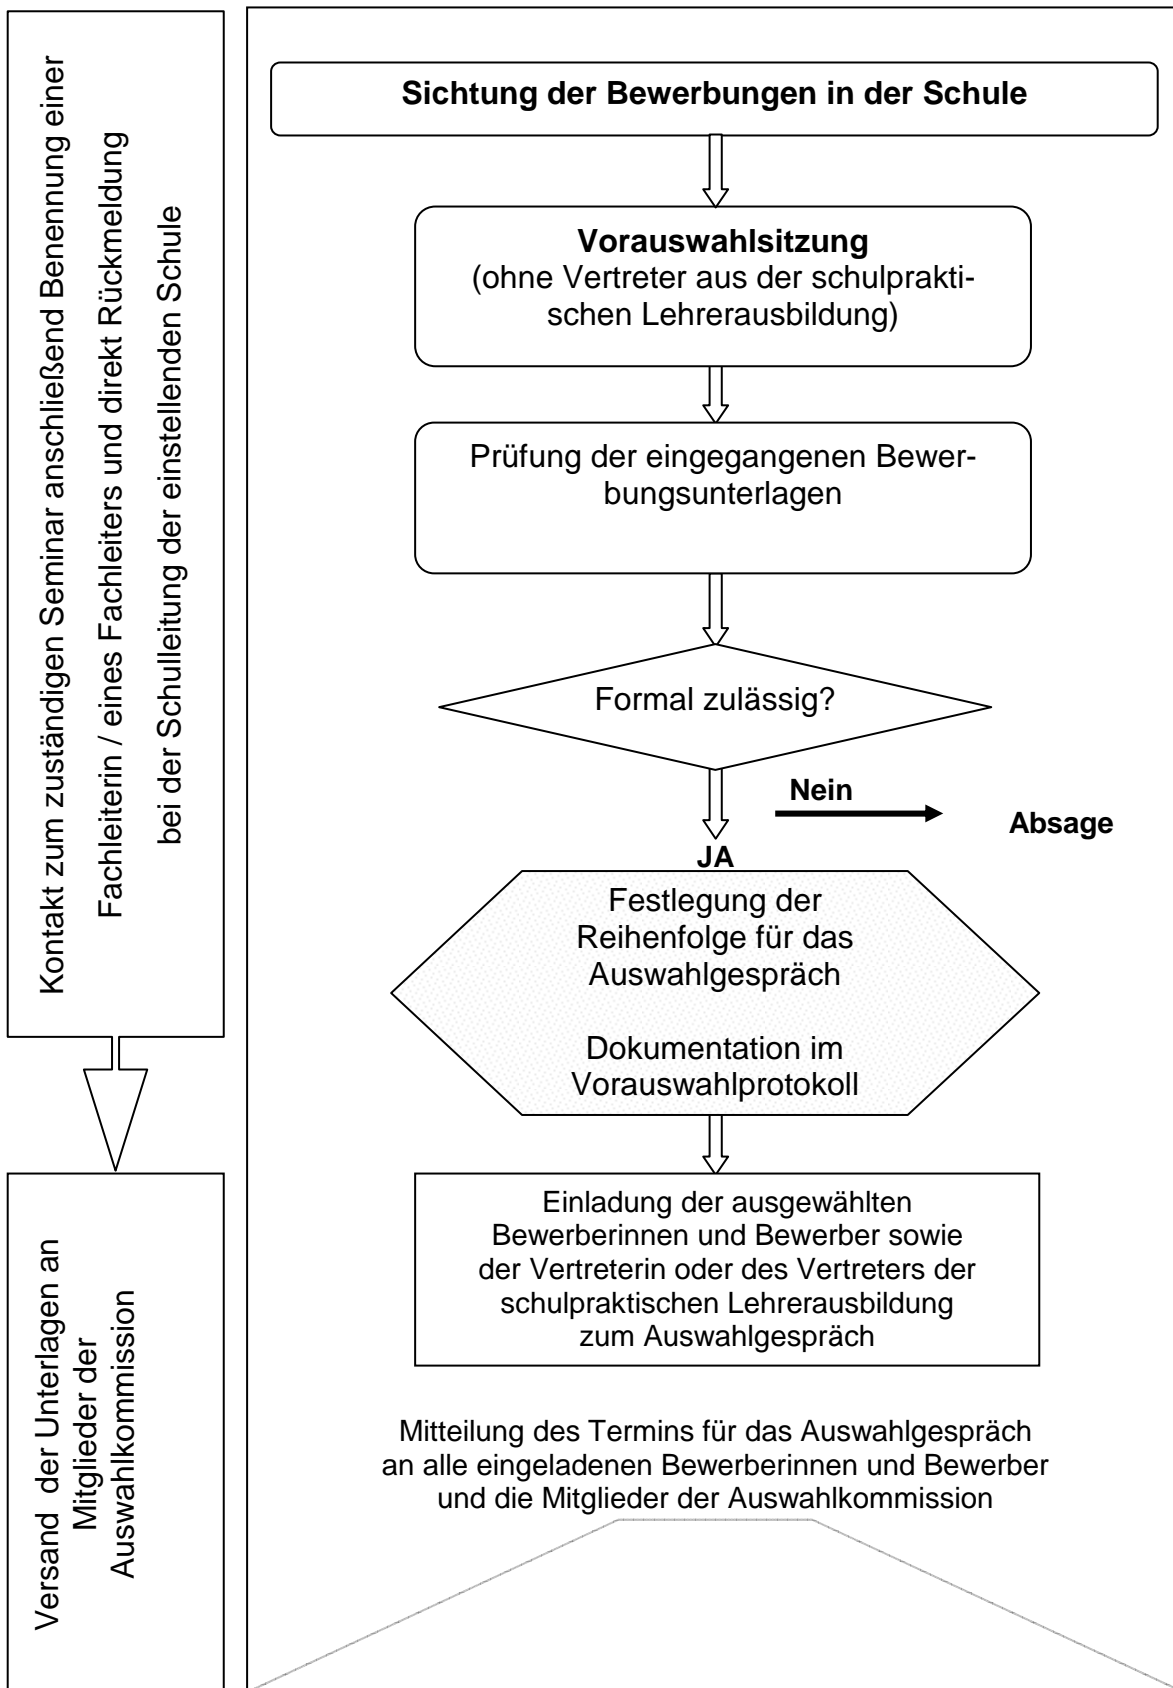 Kontakt zum zuständigen Seminar anschließend Benennung einer
Fachleiterin / eines Fachleiters und direkt Rückmeldung
bei der Schulleitung der einstellenden Schule
Versand der Unterlagen an
Mitglieder der
Auswahlkommission
Sichtung der Bewerbungen in der Schule
Vorauswahlsitzung
(ohne Vertreter aus der schulprakti-
schen Lehrerausbildung)
Prüfung der eingegangenen Bewer-
bungsunterlagen
Formal zulässig?
Nein
Absage
JA
Festlegung der
Reihenfolge für das
Auswahlgespräch
Dokumentation im
Vorauswahlprotokoll
Einladung der ausgewählten
Bewerberinnen und Bewerber sowie
der Vertreterin oder des Vertreters der
schulpraktischen Lehrerausbildung
zum Auswahlgespräch
Mitteilung des Termins für das Auswahlgespräch
an alle eingeladenen Bewerberinnen und Bewerber
und die Mitglieder der Auswahlkommission